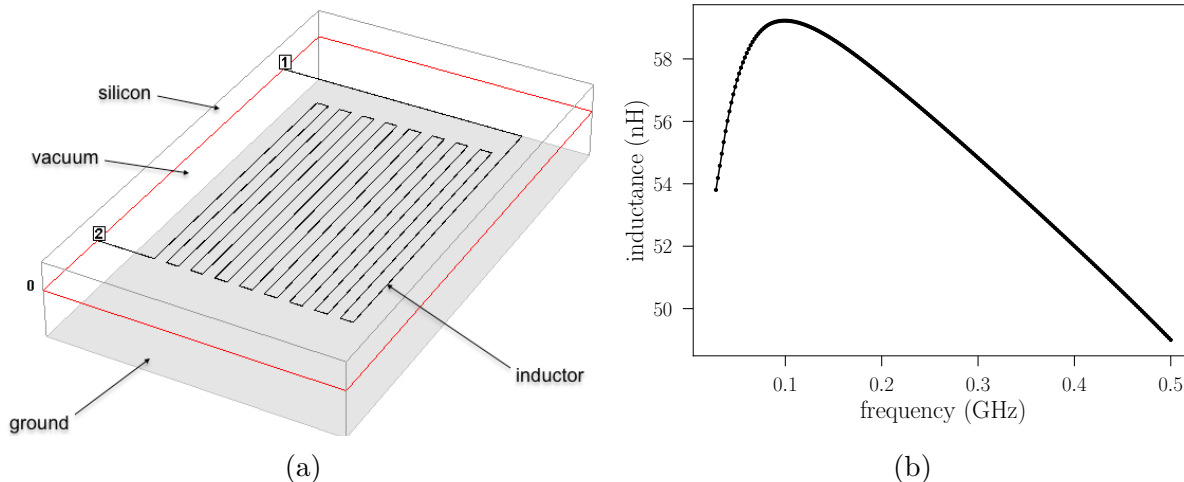 1
silicon
vacuum
2
0
inductor
ground
(a)
58
56
54
52
50
inductance (nH)
0.1 0.2 0.3 0.4 0.5
frequency (GHz)
(b)